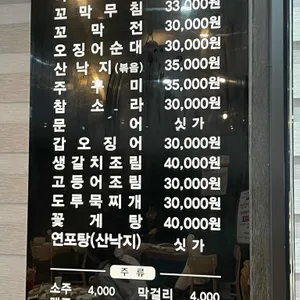 꼬막무침 33,000원
꼬막전 30,000원
오징어순대 30,000원
산낙지(볶음) 35,000원
주꾸미 35,000원
참소라 30,000원
문어 싯가
갑오징어 30,000원
생갈치조림 40,000원
고등어조림 30,000원
도루묵찌개 30,000원
꽃게탕 40,000원
연포탕(산낙지) 싯가
주류
소주 4,000 막걸리 4,000